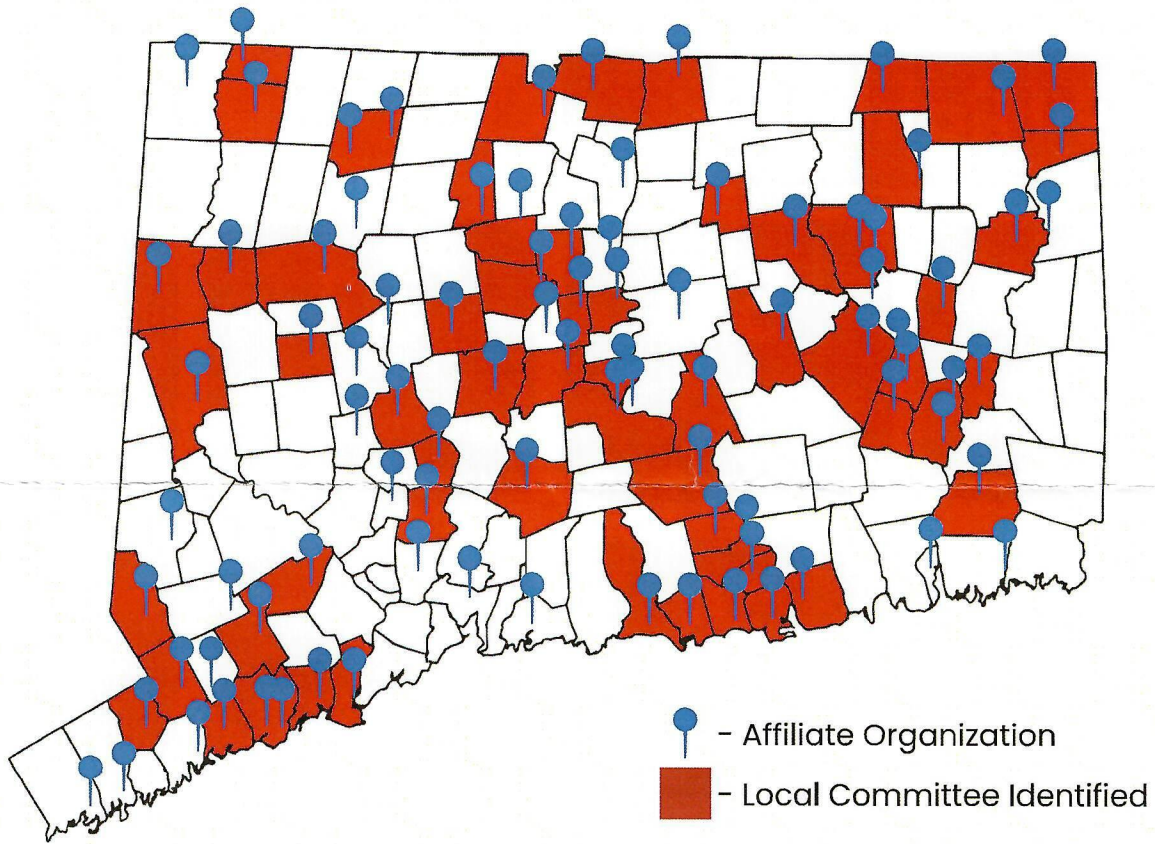 - Affiliate Organization
- Local Committee Identified